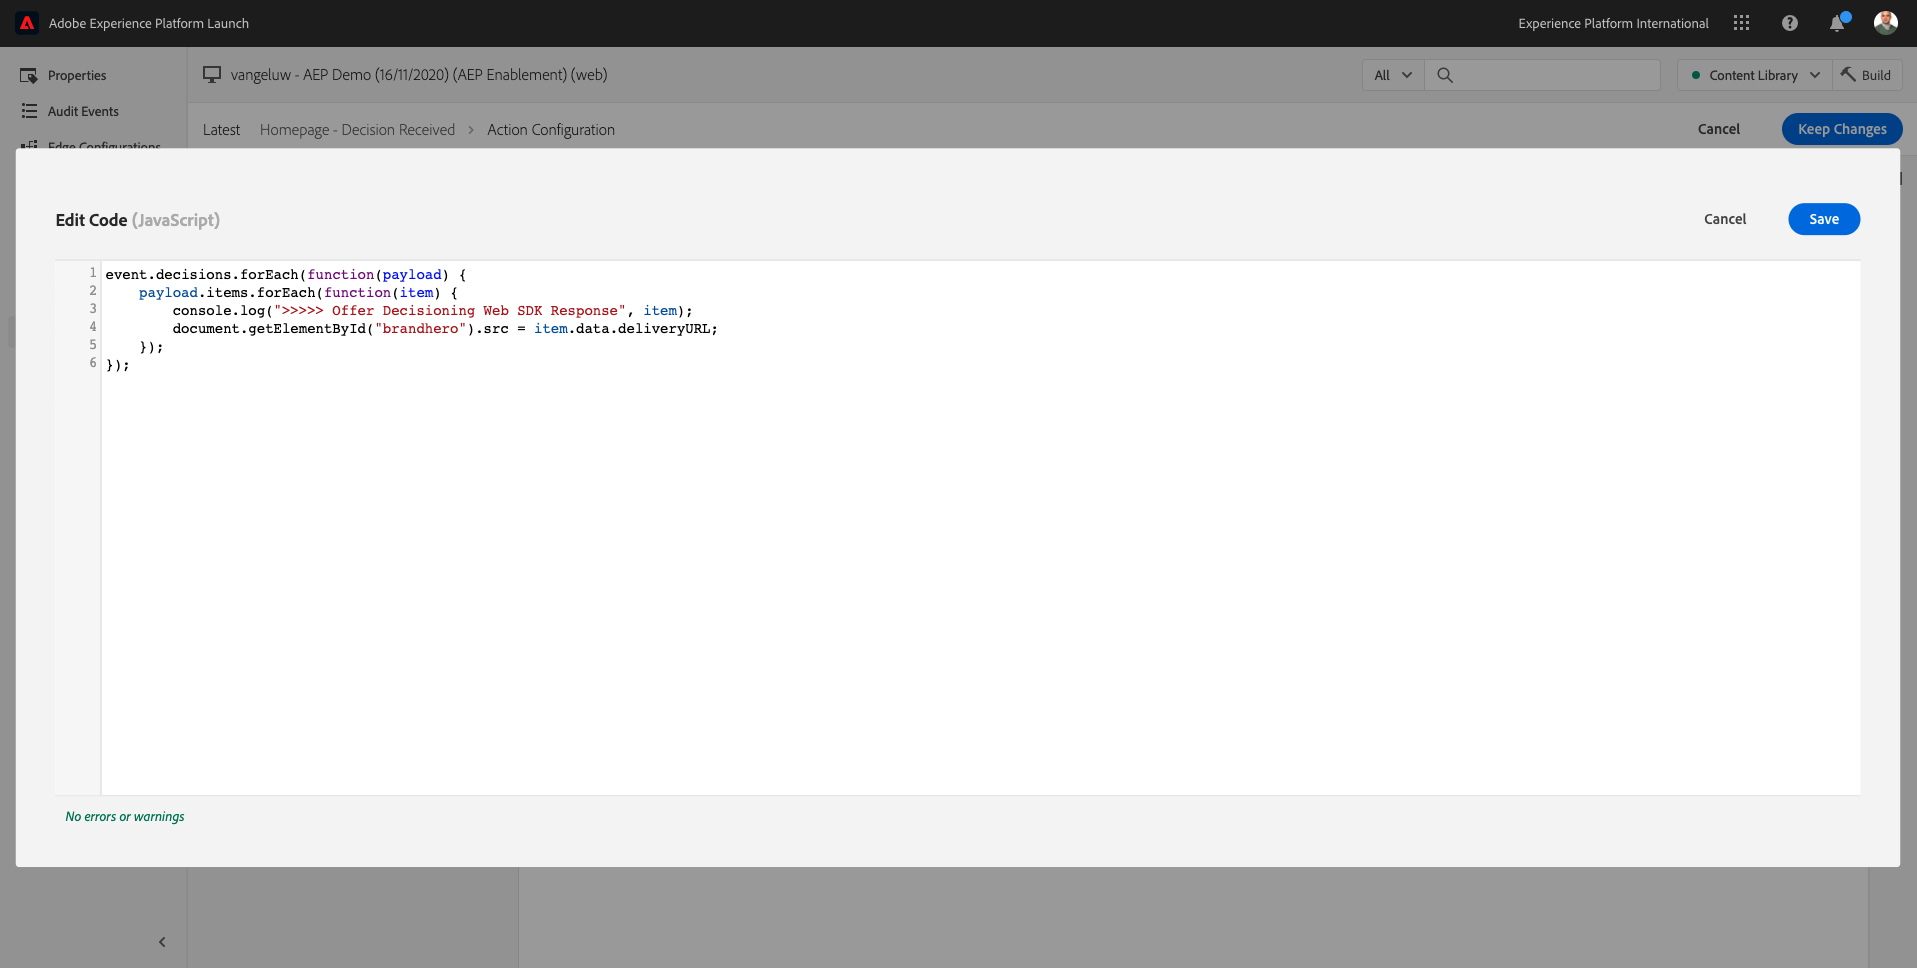 Adobe Experience Platform Launch
Experience Platform International
Properties
vangeluw - AEP Demo (16/11/2020) (AEP Enablement) (web)
All
Content Library
Build
Audit Events
Latest
Homepage - Decision Received > Action Configuration
Cancel
Keep Changes
Edge Configurations
Edit Code (JavaScript)
Cancel
Save
1 event.decisions.forEach(function(payload) {
2     payload.items.forEach(function(item) {
3         console.log(">>>>> Offer Decisioning Web SDK Response", item);
4         document.getElementById("brandhero").src = item.data.deliveryURL;
5     });
6 });
No errors or warnings